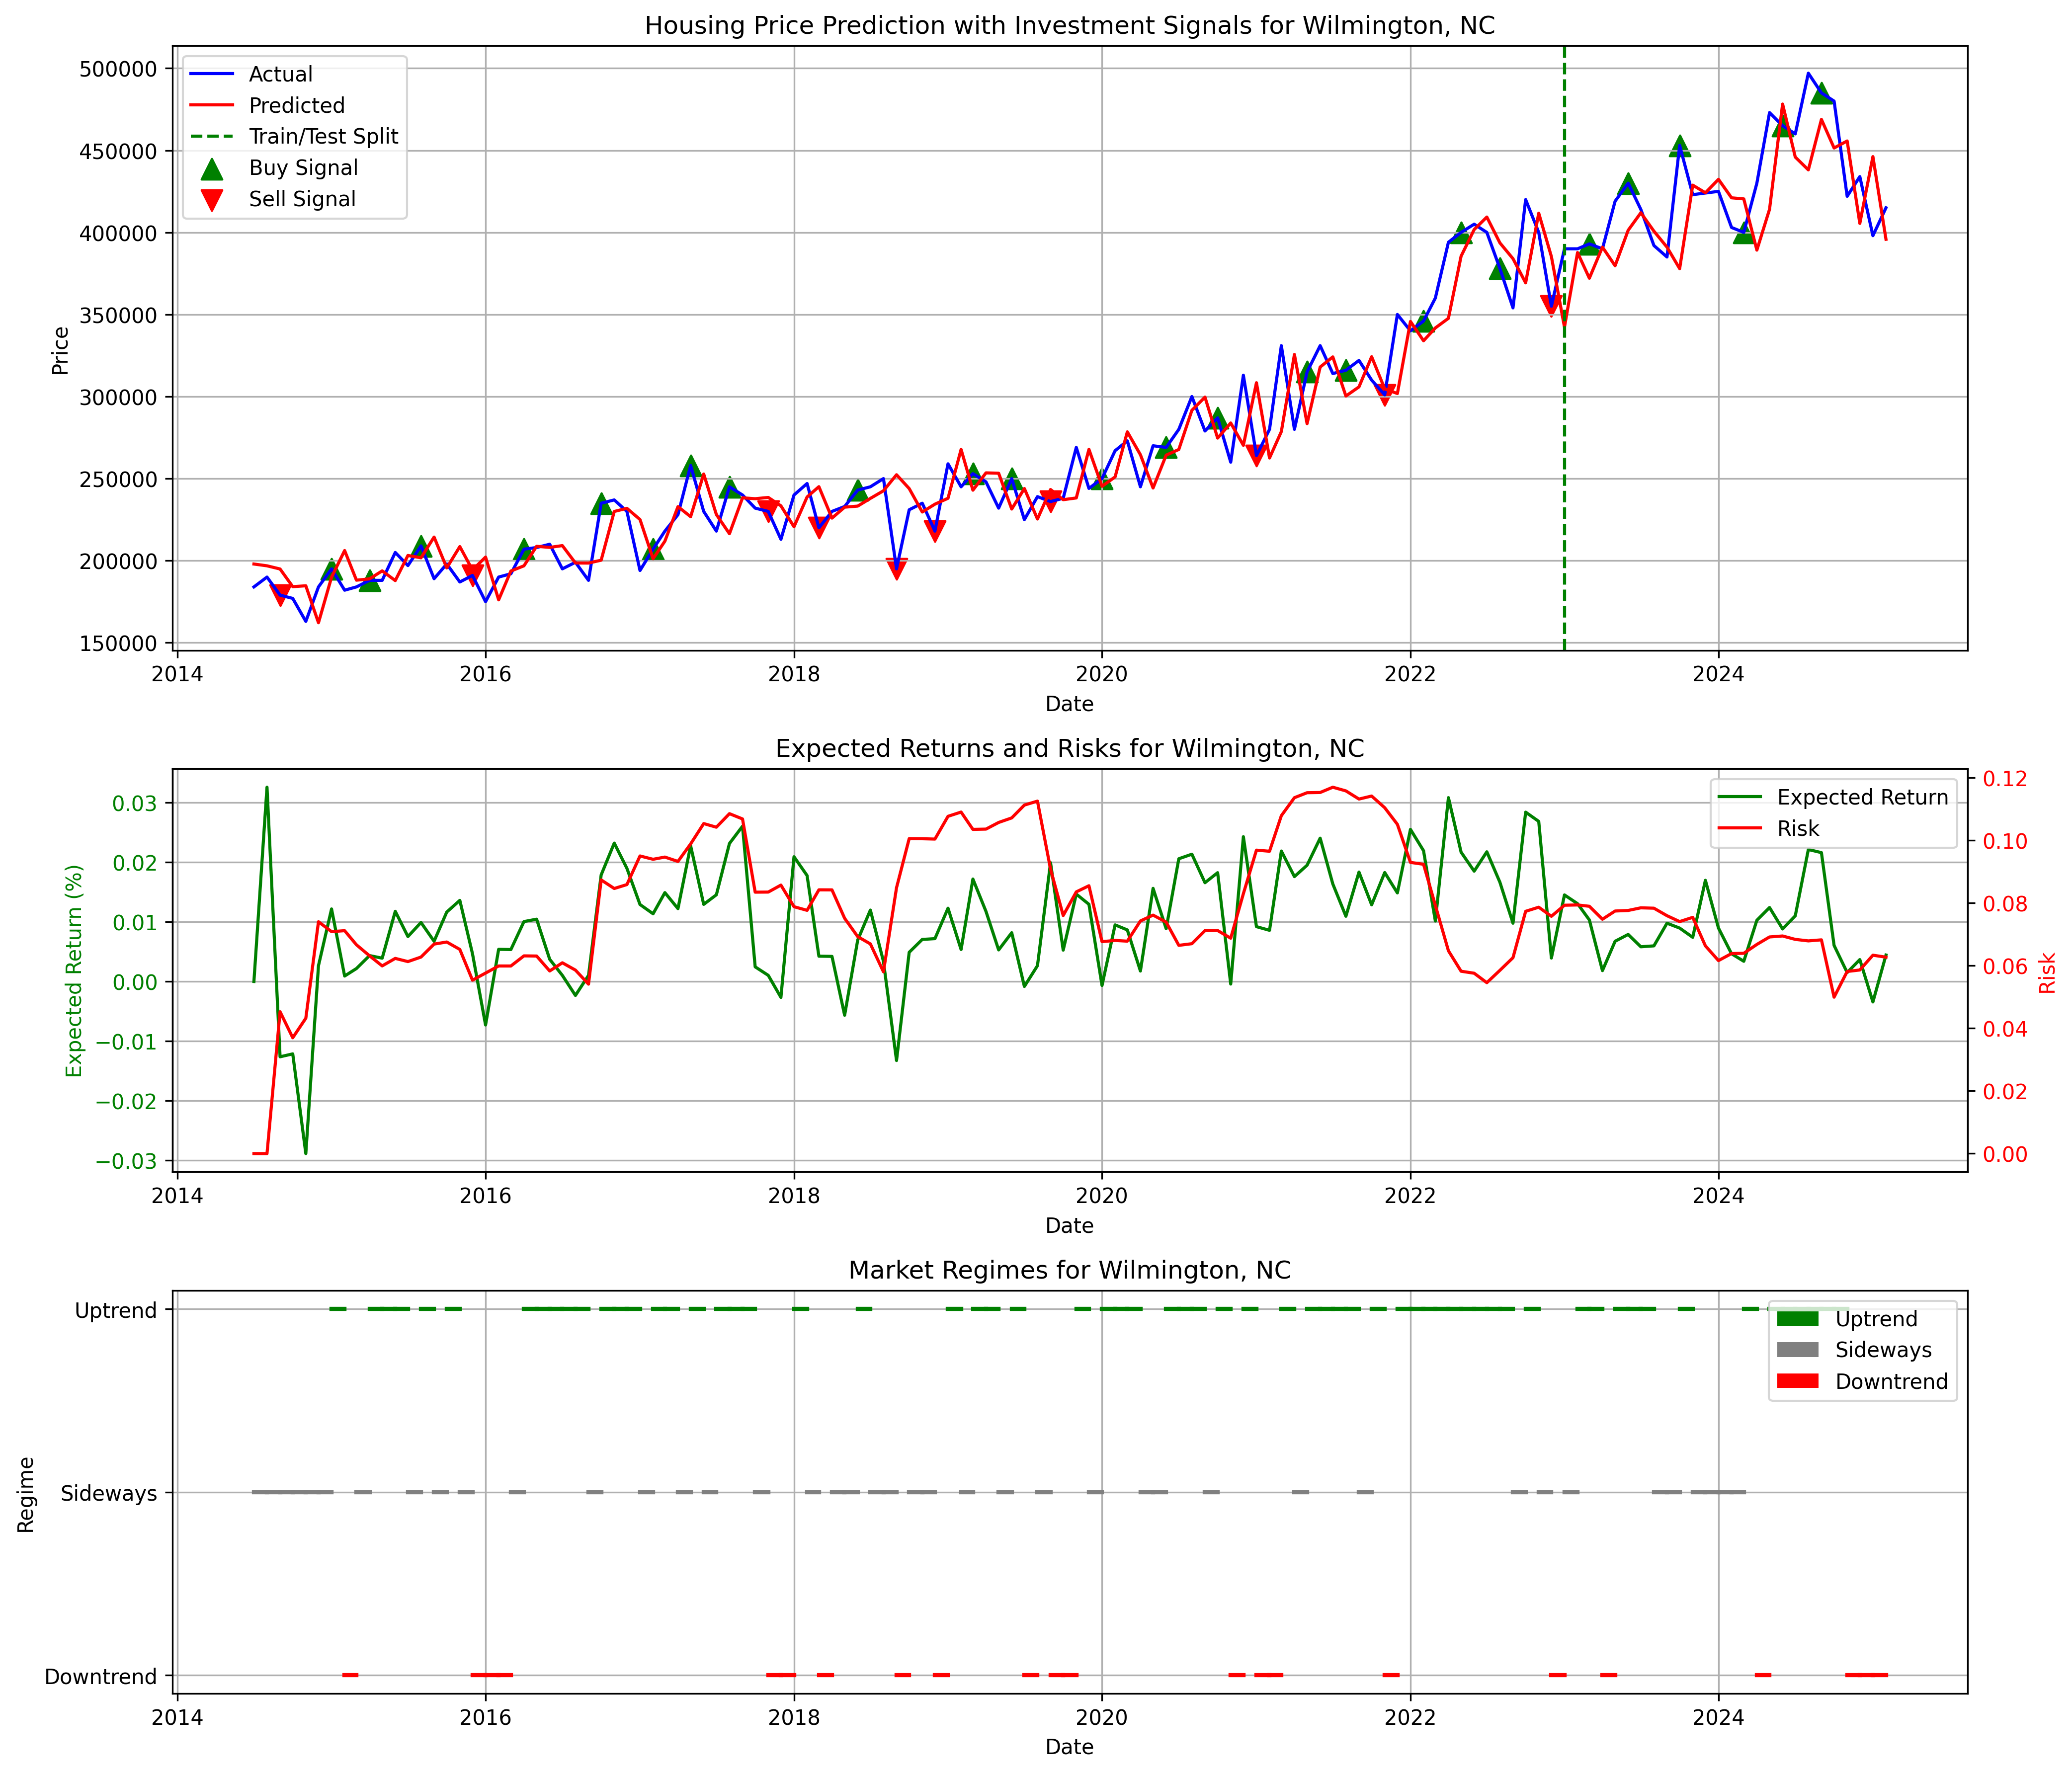 Housing Price Prediction with Investment Signals for Wilmington, NC
Actual
Predicted
Train/Test Split
Buy Signal
Sell Signal
500000
450000
400000
350000
300000
250000
200000
150000
Price
2014 2016 2018 2020 2022 2024
Date
Expected Returns and Risks for Wilmington, NC
Expected Return
Risk
0.03
0.02
0.01
0.00
−0.01
−0.02
−0.03
Expected Return (%)
0.12
0.10
0.08
0.06
0.04
0.02
0.00
Risk
2014 2016 2018 2020 2022 2024
Date
Market Regimes for Wilmington, NC
Uptrend
Sideways
Downtrend
Uptrend
Sideways
Downtrend
Regime
2014 2016 2018 2020 2022 2024
Date